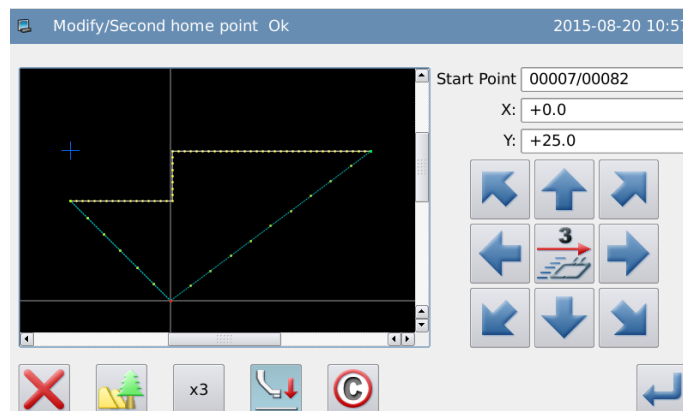 Modify/Second home point Ok 2015-08-20 10:57
Start Point 00007/00082
X: +0.0
Y: +25.0
3
x3
C